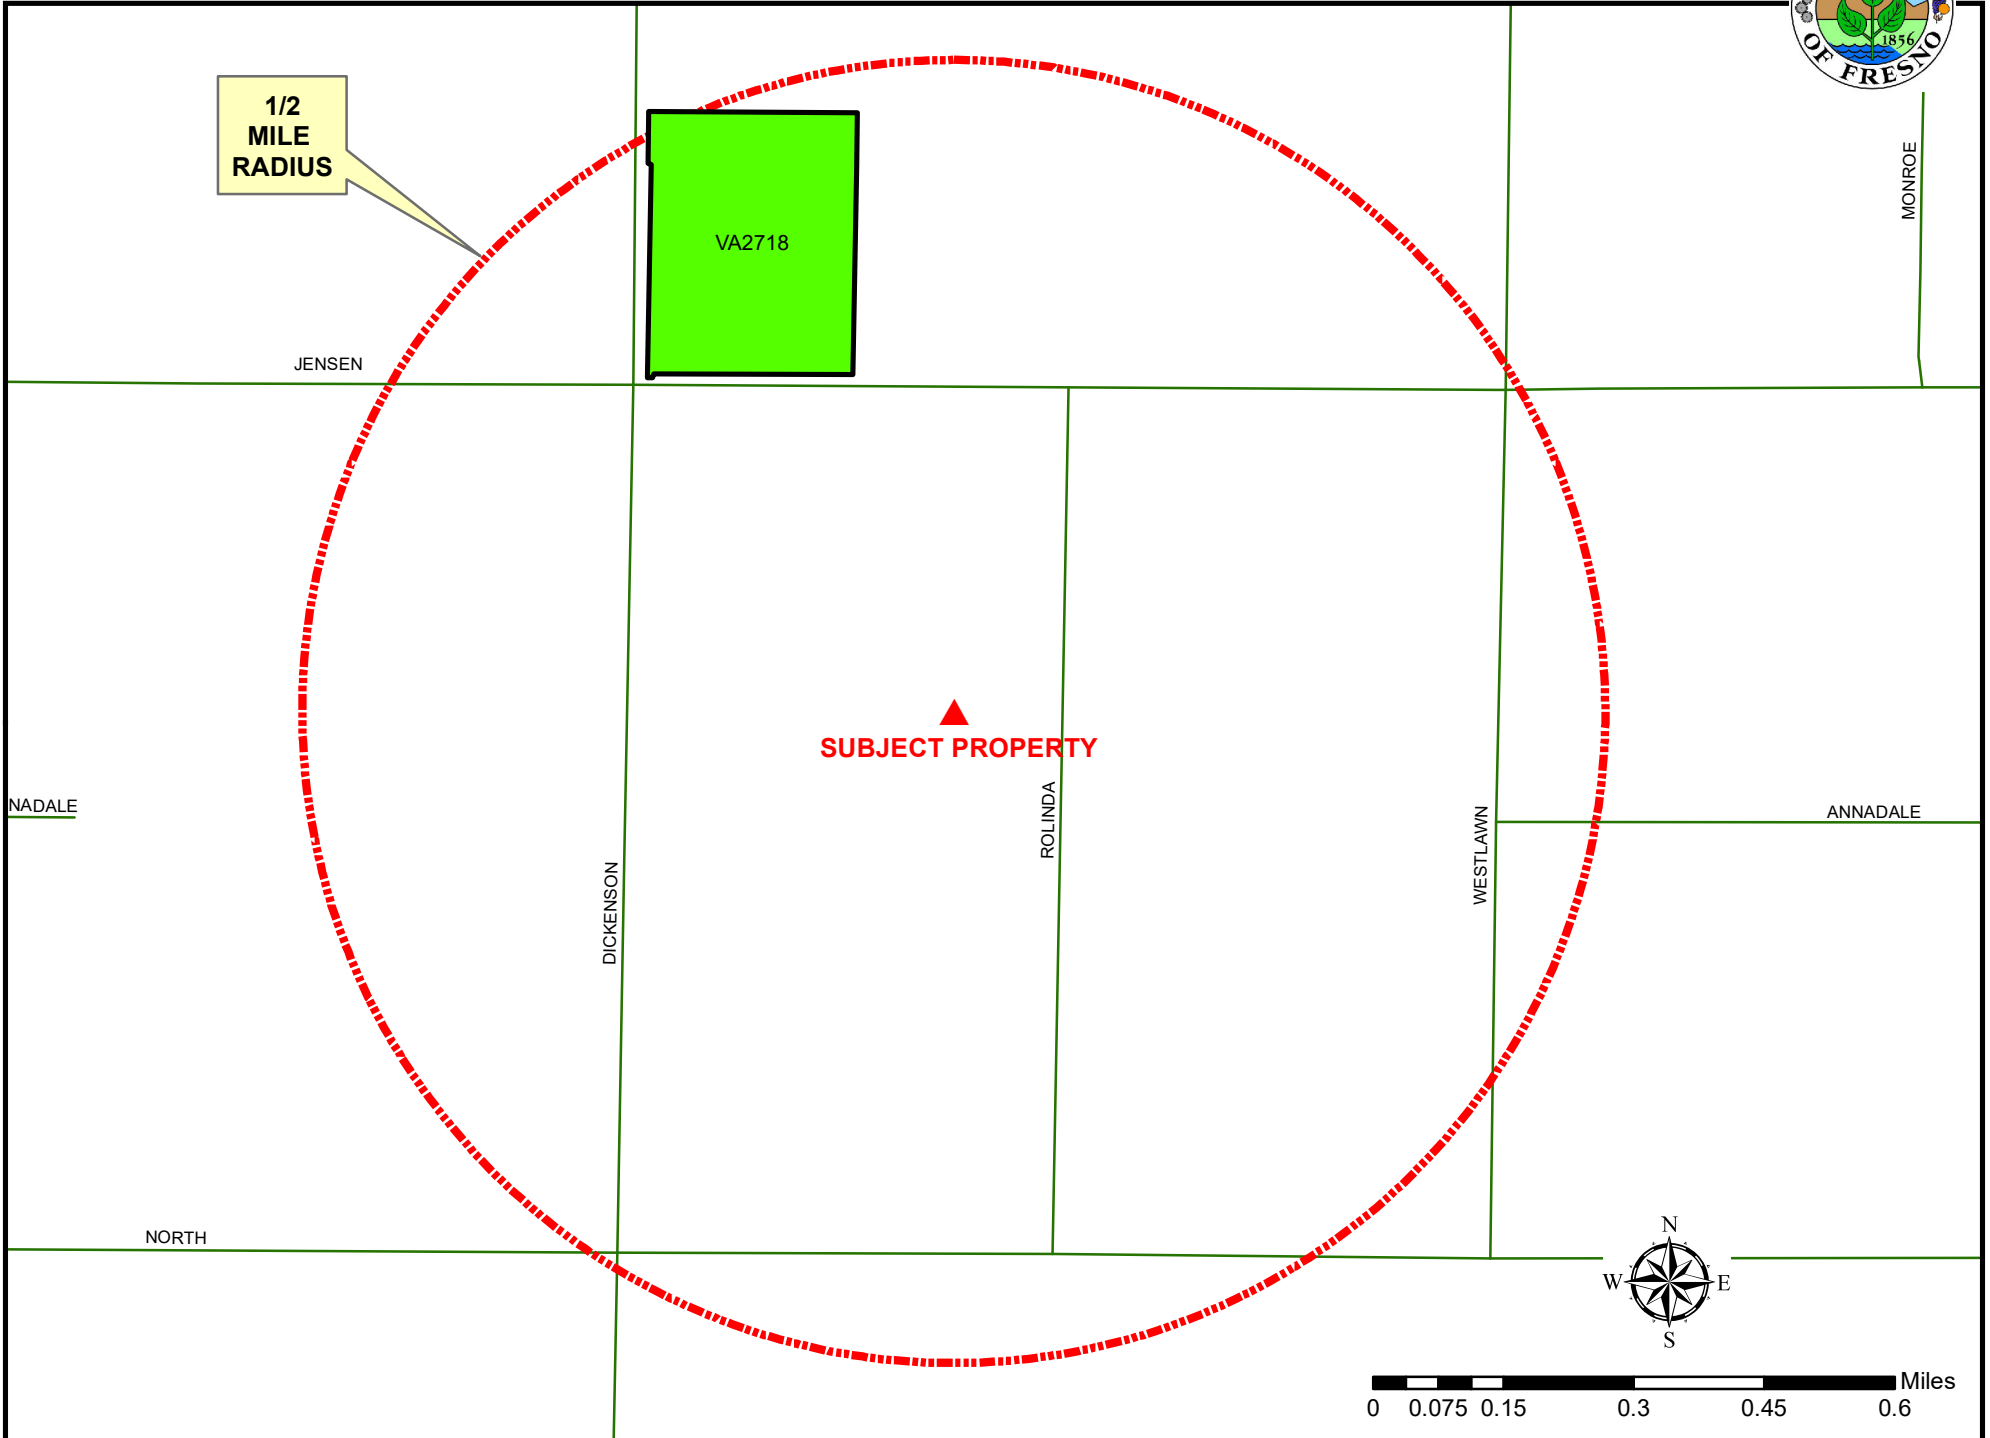 OF FRESNO
1856
1/2
MILE
RADIUS
MONROE
VA2718
JENSEN
SUBJECT PROPERTY
NADALE
ROLINDA
WESTLAWN
ANNADALE
DICKENSON
NORTH
N
W E
S
Miles
0 0.075 0.15 0.3 0.45 0.6